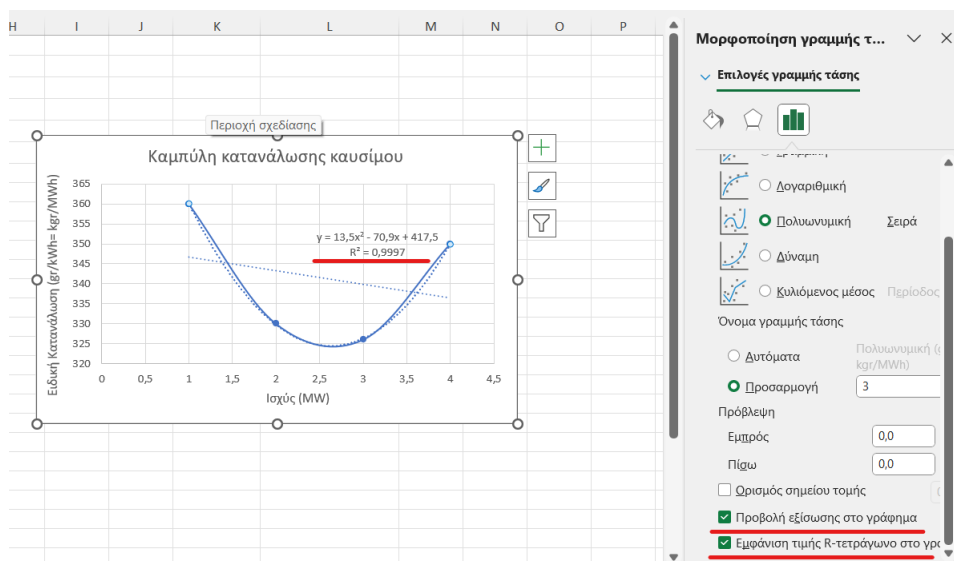 H I J K L M N O P
Περιοχή σχεδίασης
Καμπύλη κατανάλωσης καυσίμου
Ειδική Κατανάλωση (gr/kWh= kgr/MWh)
365
360
355
350
345
340
335
330
325
320
y = 13,5x² - 70,9x + 417,5
R² = 0,9997
0 0,5 1 1,5 2 2,5 3 3,5 4 4,5
Ισχύς (MW)
Μορφοποίηση γραμμής τ...
Επιλογές γραμμής τάσης
Λογαριθμική
Πολυωνυμική Σειρά
Δύναμη
Κυλιόμενος μέσος Περίοδος
Όνομα γραμμής τάσης
Αυτόματα
Πολυωνυμική (
kgr/MWh)
Προσαρμογή 3
Πρόβλεψη
Εμπρός 0,0
Πίσω 0,0
Ορισμός σημείου τομής
Προβολή εξίσωσης στο γράφημα
Εμφάνιση τιμής R-τετράγωνο στο γρα